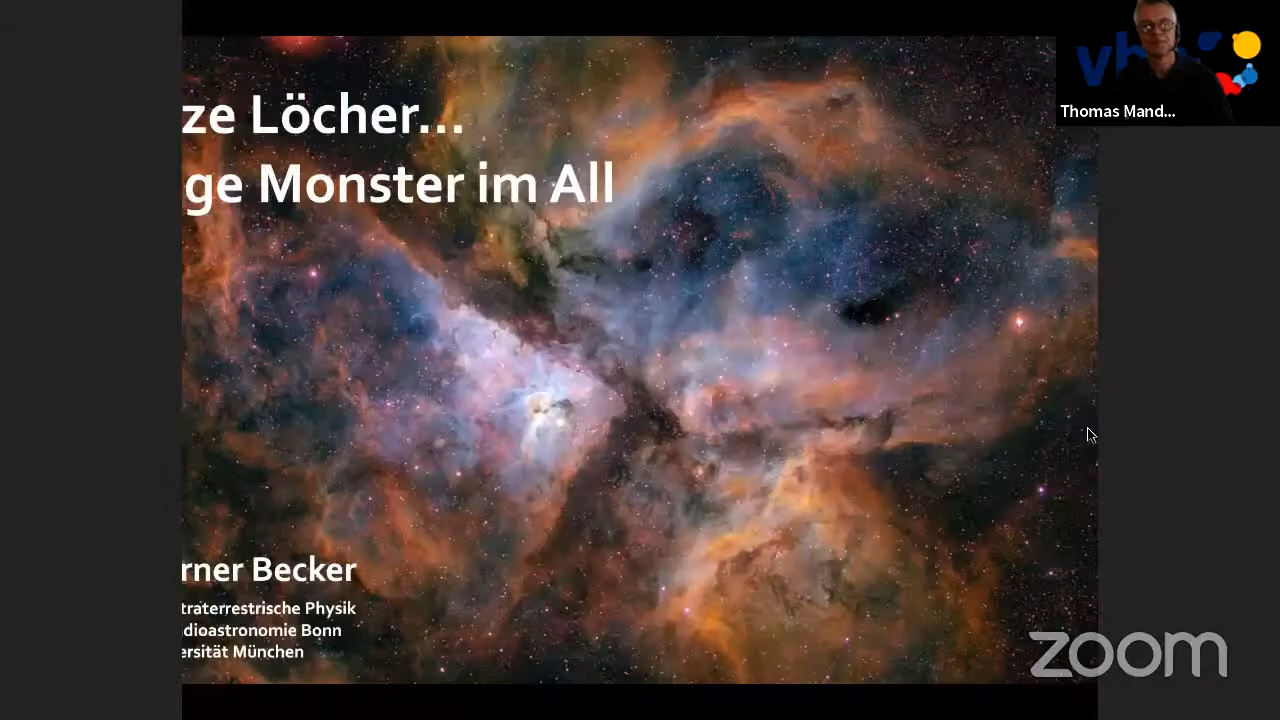 ze Löcher...
ge Monster im All
rner Becker
traterrestrische Physik
dioastronomie Bonn
ersität München
Thomas Mand...
zoom